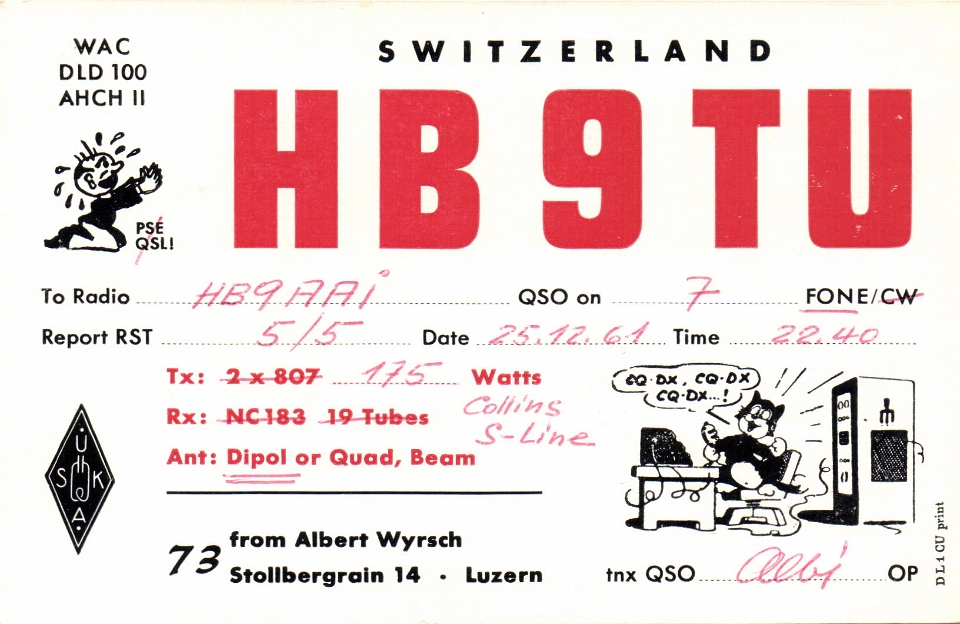 WAC
DLD 100
AHCH II
SWITZERLAND
HB9TU
PSE
QSL!
To Radio HB9AAi QSO on 7 FONE/CW
Report RST 5/5 Date 25.12.61 Time 22.40
Tx: 2 x 807 175 Watts
Rx: NC183 19 Tubes Collins
S-Line
Ant: Dipol or Quad, Beam
CQ-DX, CQ-DX
CQ-DX...!
USKA
73 from Albert Wyrsch
Stollbergrain 14 · Luzern
tnx QSO Albi OP
DL1CU print